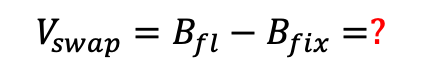 V_swap = B_fl − B_fix =?